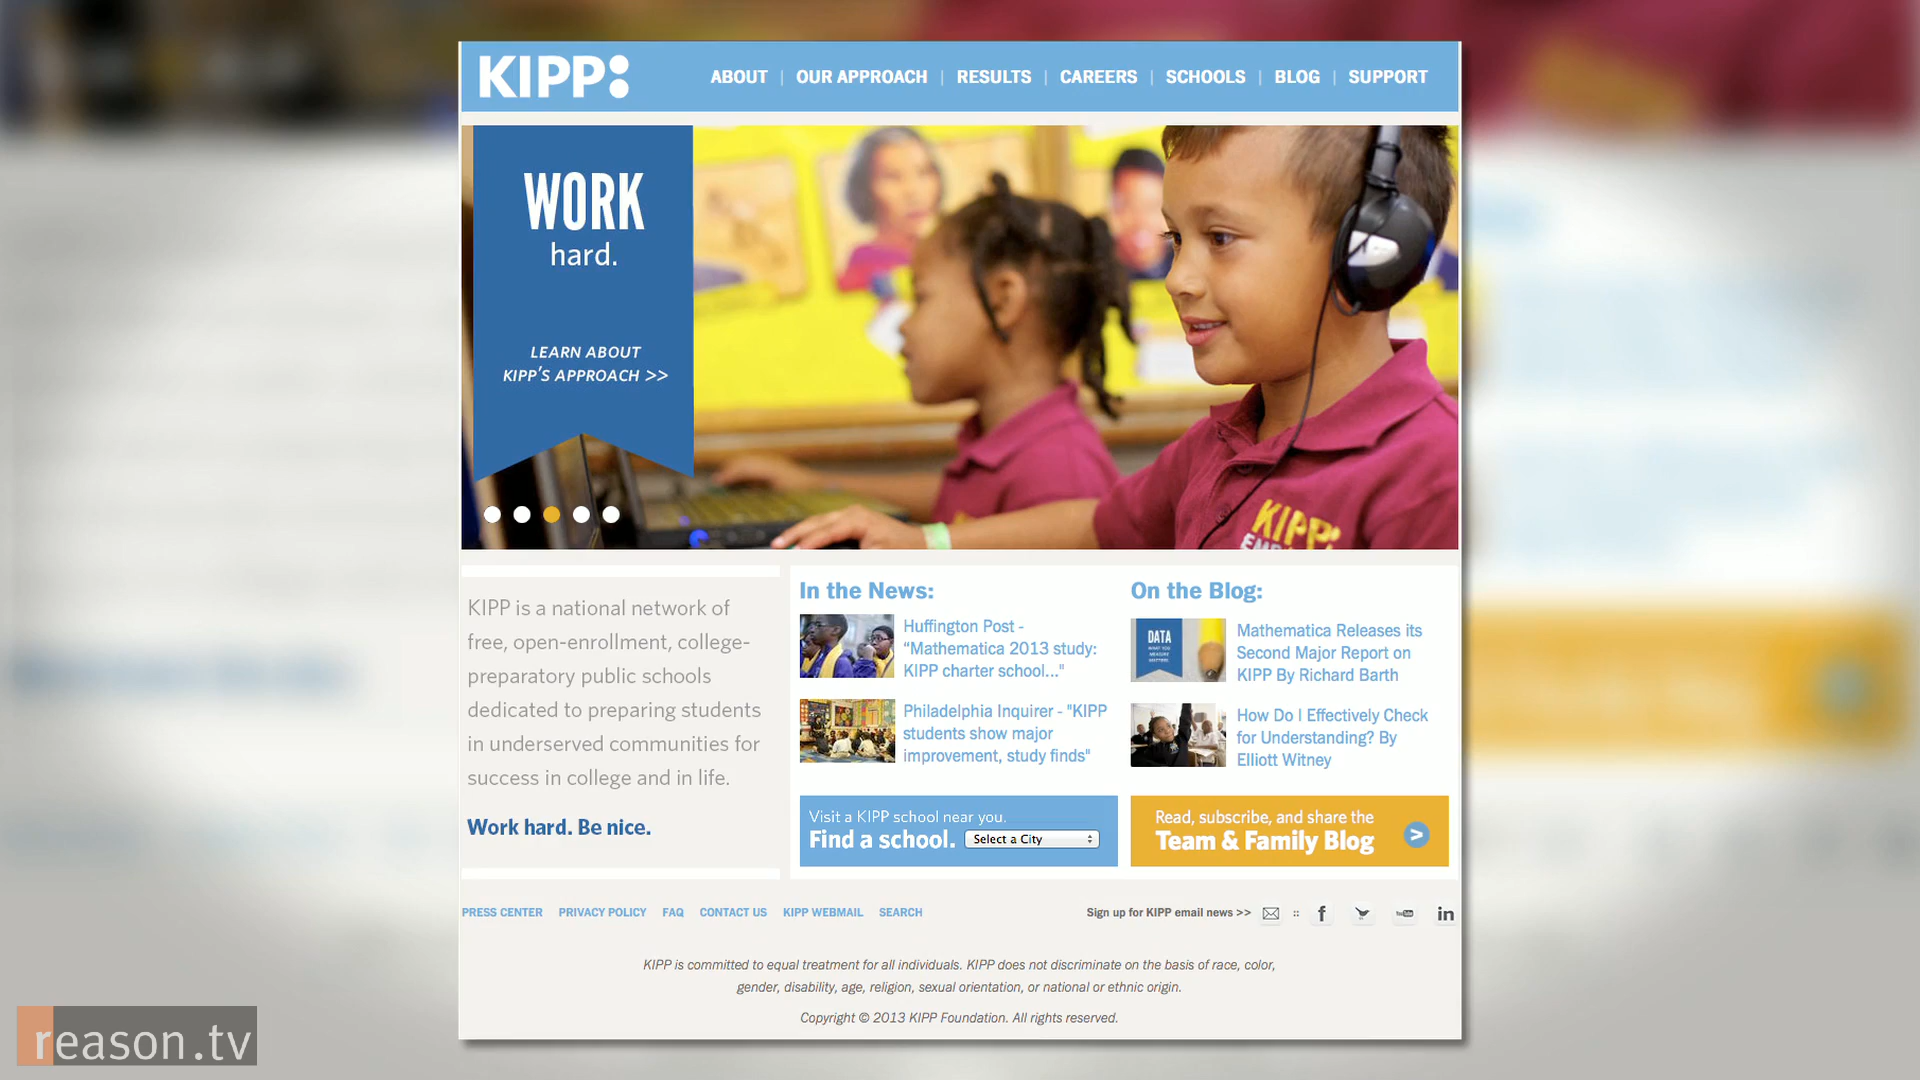 KIPP:
ABOUT | OUR APPROACH | RESULTS | CAREERS | SCHOOLS | BLOG | SUPPORT
WORK
hard.
LEARN ABOUT
KIPP'S APPROACH >>
KIPP:
KIPP is a national network of
free, open-enrollment, college-
preparatory public schools
dedicated to preparing students
in underserved communities for
success in college and in life.
Work hard. Be nice.
In the News:
Huffington Post -
“Mathematica 2013 study:
KIPP charter school..."
Philadelphia Inquirer - "KIPP
students show major
improvement, study finds"
On the Blog:
DATA
WHAT YOU
MEASURE
MATTERS.
Mathematica Releases its
Second Major Report on
KIPP By Richard Barth
How Do I Effectively Check
for Understanding? By
Elliott Witney
Visit a KIPP school near you.
Find a school. Select a City
Read, subscribe, and share the
Team & Family Blog >
PRESS CENTER PRIVACY POLICY FAQ CONTACT US KIPP WEBMAIL SEARCH
Sign up for KIPP email news >> :: f You Tube in
KIPP is committed to equal treatment for all individuals. KIPP does not discriminate on the basis of race, color,
gender, disability, age, religion, sexual orientation, or national or ethnic origin.
Copyright © 2013 KIPP Foundation. All rights reserved.
reason.tv